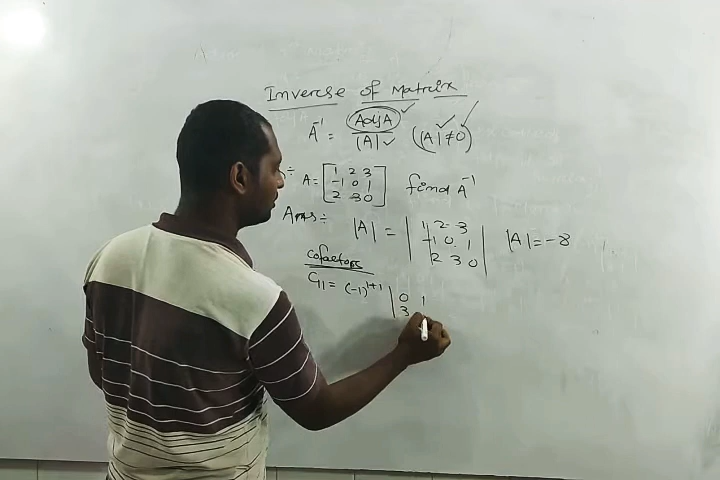 Inverse of Matrix
A⁻¹ = AdjA / |A| (|A| ≠ 0)
A = [1 2 3
-1 0 1
2 3 0] find A⁻¹
Ans÷ |A| = |1 2 3
-1 0 1
2 3 0| |A| = -8
cofactors
C₁₁ = (-1)¹⁺¹ |0 1
3